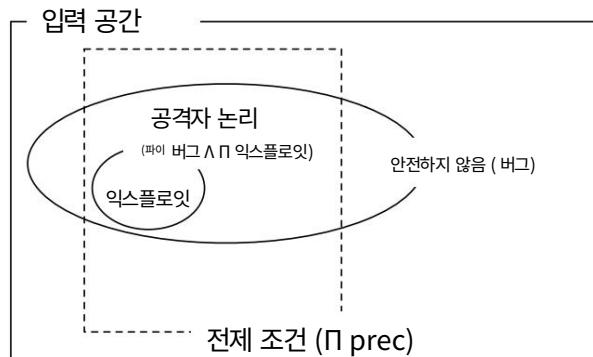 입력 공간
공격자 논리
(파이 버그 Λ Π 익스플로잇)
안전하지 않음 ( 버그)
익스플로잇
전제 조건 (Π prec)